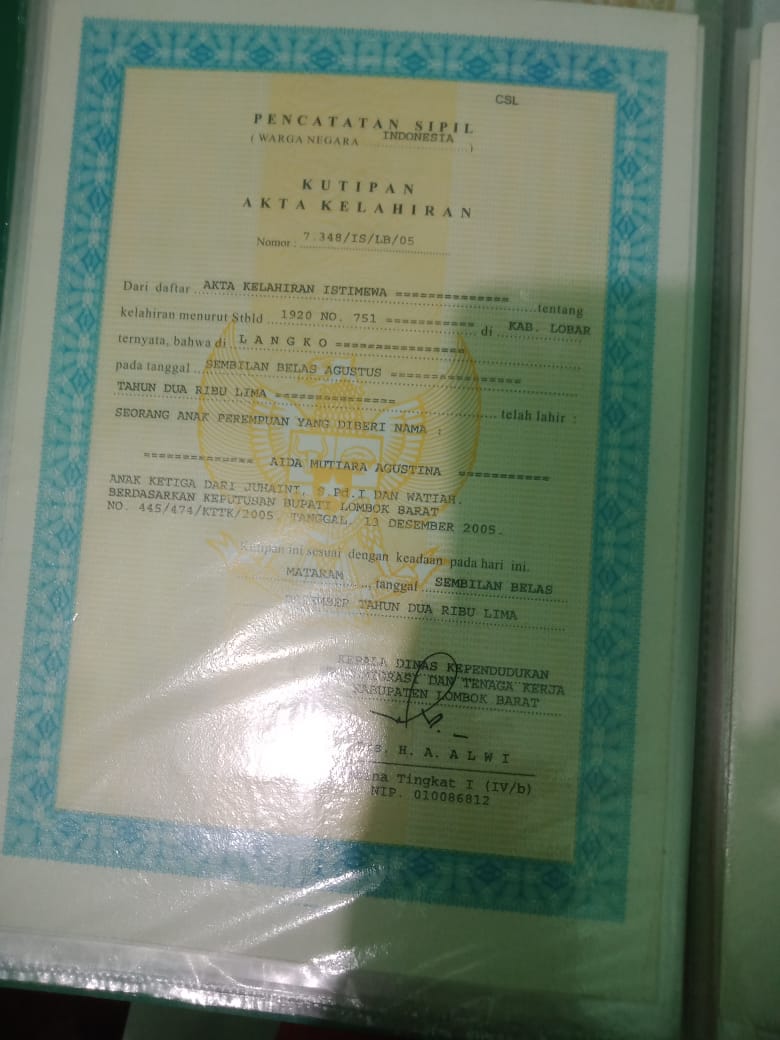 CSL
PENCATATAN SIPIL
( WARGA NEGARA INDONESIA )
KUTIPAN
AKTA KELAHIRAN
Nomor : 7.348/IS/LB/05
Dari daftar AKTA KELAHIRAN ISTIMEWA ============== tentang
kelahiran menurut Stbld 1920 NO. 751 =========== di KAB. LOBAR
ternyata, bahwa di L A N G K O ================
pada tanggal SEMBILAN BELAS AGUSTUS ================
TAHUN DUA RIBU LIMA =============== telah lahir :
SEORANG ANAK PEREMPUAN YANG DIBERI NAMA :
============= AIDA MUTIARA AGUSTINA ===========
ANAK KETIGA DARI JUHAINI, S.Pd.I DAN WATIAH.
BERDASARKAN KEPUTUSAN BUPATI LOMBOK BARAT
NO. 445/474/KTTK/2005. TANGGAL, 13 DESEMBER 2005.
Kutipan ini sesuai dengan keadaan pada hari ini.
MATARAM , tanggal SEMBILAN BELAS
TAHUN DUA RIBU LIMA
KEPALA DINAS KEPENDUDUKAN
DAN TENAGA KERJA
KABUPATEN LOMBOK BARAT
H. A. A L W I
Tingkat I (IV/b)
NIP. 010086812